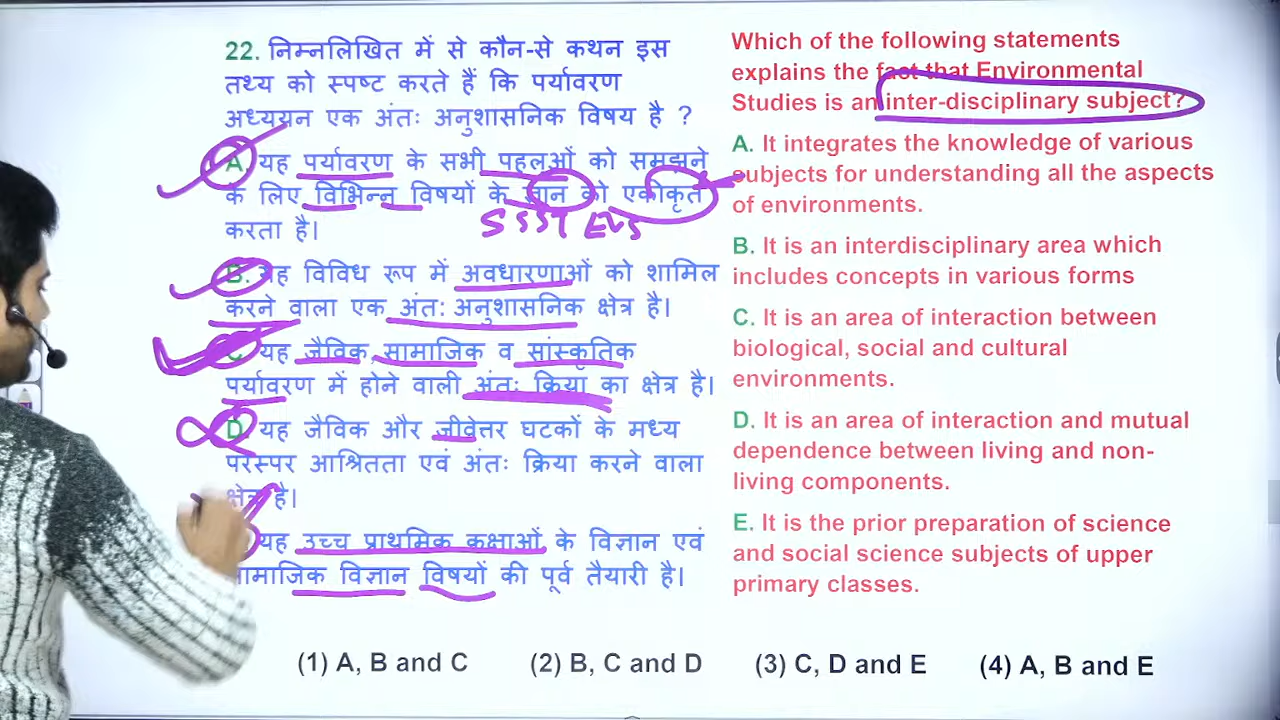 22. निम्नलिखित में से कौन-से कथन इस
तथ्य को स्पष्ट करते हैं कि पर्यावरण
अध्ययन एक अंतः अनुशासनिक विषय है ?
A. यह पर्यावरण के सभी पहलओं को समझने
के लिए विभिन्न विषयों के ज्ञान को एकीकृत
करता है।
S SST EVS
B. यह विविध रूप में अवधारणाओं को शामिल
करने वाला एक अंतः अनुशासनिक क्षेत्र है।
C. यह जैविक सामाजिक व सांस्कृतिक
पर्यावरण में होने वाली अंतः क्रिया का क्षेत्र है।
D. यह जैविक और जीवेत्तर घटकों के मध्य
परस्पर आश्रितता एवं अंतः क्रिया करने वाला
क्षेत्र है।
यह उच्च प्राथमिक कक्षाओं के विज्ञान एवं
सामाजिक विज्ञान विषयों की पूर्व तैयारी है।
Which of the following statements
explains the fact that Environmental
Studies is an inter-disciplinary subject?
A. It integrates the knowledge of various
subjects for understanding all the aspects
of environments.
B. It is an interdisciplinary area which
includes concepts in various forms
C. It is an area of interaction between
biological, social and cultural
environments.
D. It is an area of interaction and mutual
dependence between living and non-
living components.
E. It is the prior preparation of science
and social science subjects of upper
primary classes.
(1) A, B and C (2) B, C and D (3) C, D and E (4) A, B and E